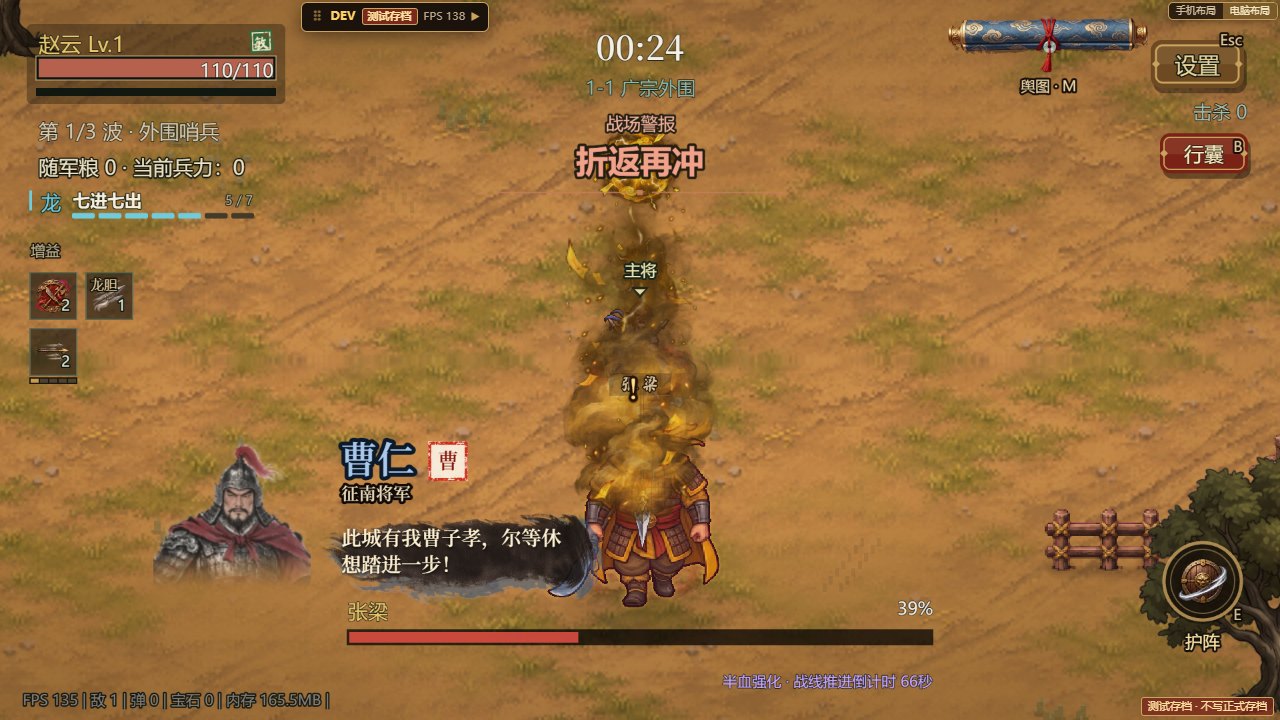 DEV 测试存档 FPS 138 ▶
手机布局 电脑布局
赵云 Lv.1 敏
110/110
00:24
1-1 广宗外围
Esc
设置
舆图·M
击杀 0
第 1/3 波·外围哨兵
战场警报
折返再冲
行囊 B
随军粮 0·当前兵力：0
龙 七进七出 5/7
增益
2
龙胆
1
2
主将
张梁
!
曹仁 曹
征南将军
此城有我曹子孝，尔等休
想踏进一步！
张梁 39%
E
护阵
半血强化·战线推进倒计时 66秒
FPS 135 | 敌 1 | 弹 0 | 宝石 0 | 内存 165.5MB |
测试存档·不写正式存档